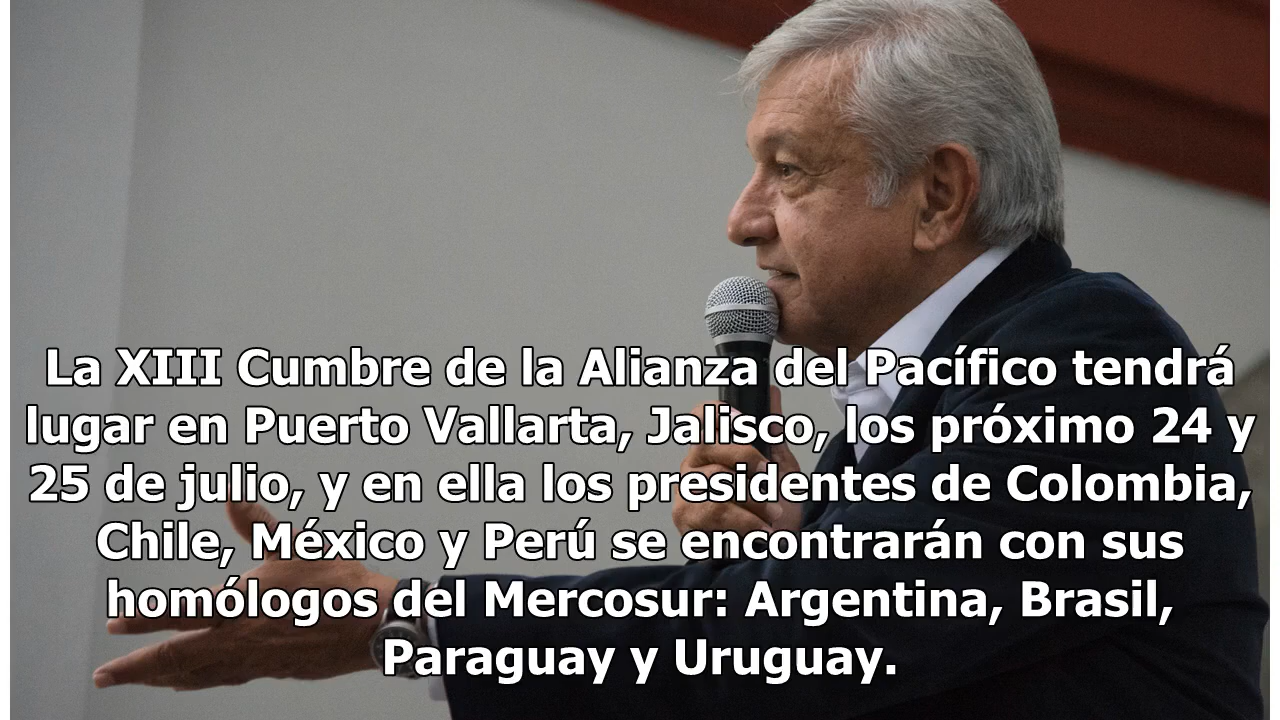 La XIII Cumbre de la Alianza del Pacífico tendrá
lugar en Puerto Vallarta, Jalisco, los próximo 24 y
25 de julio, y en ella los presidentes de Colombia,
Chile, México y Perú se encontrarán con sus
homólogos del Mercosur: Argentina, Brasil,
Paraguay y Uruguay.